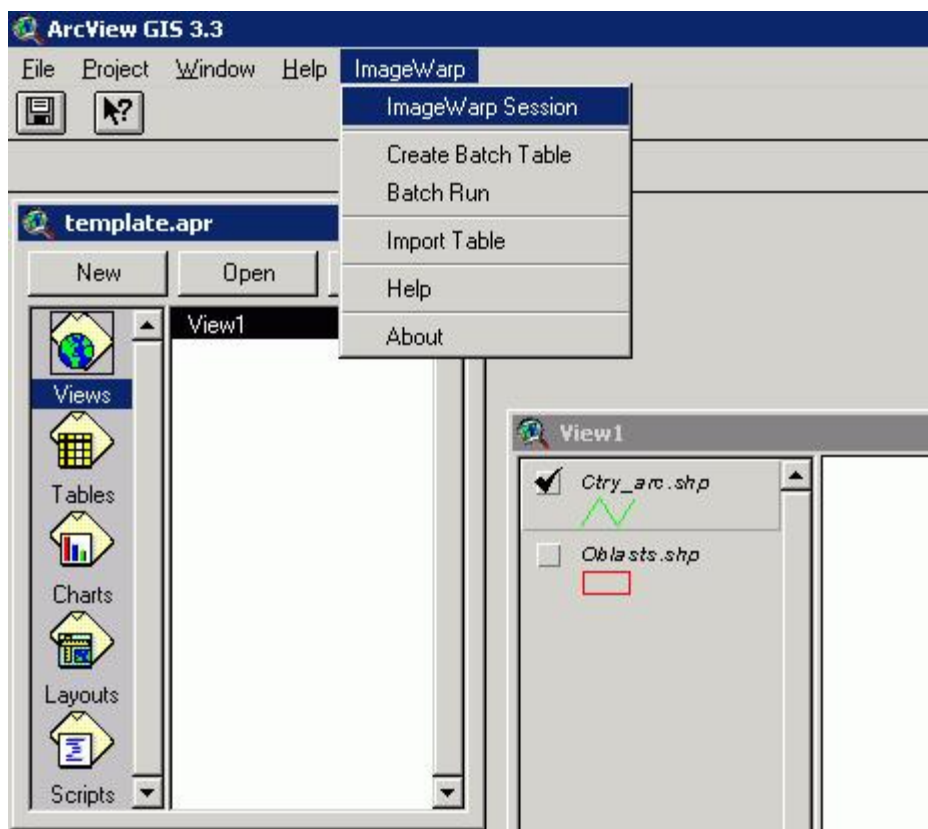 ArcView GIS 3.3
File Project Window Help ImageWarp
ImageWarp Session
Create Batch Table
Batch Run
Import Table
Help
About
template.apr
New Open
View1
Views
Tables
Charts
Layouts
Scripts
View1
Ctry_arc.shp
Oblasts.shp